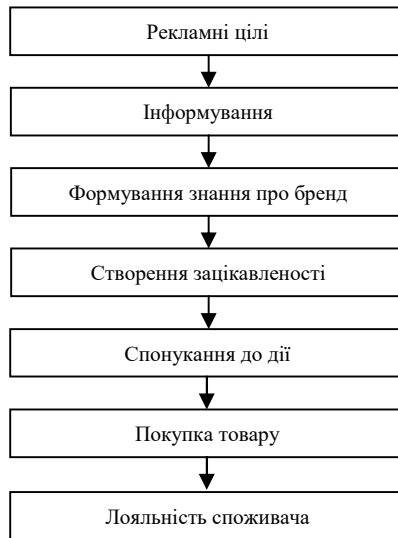 Рекламні цілі
Інформування
Формування знання про бренд
Створення зацікавленості
Спонукання до дії
Покупка товару
Лояльність споживача